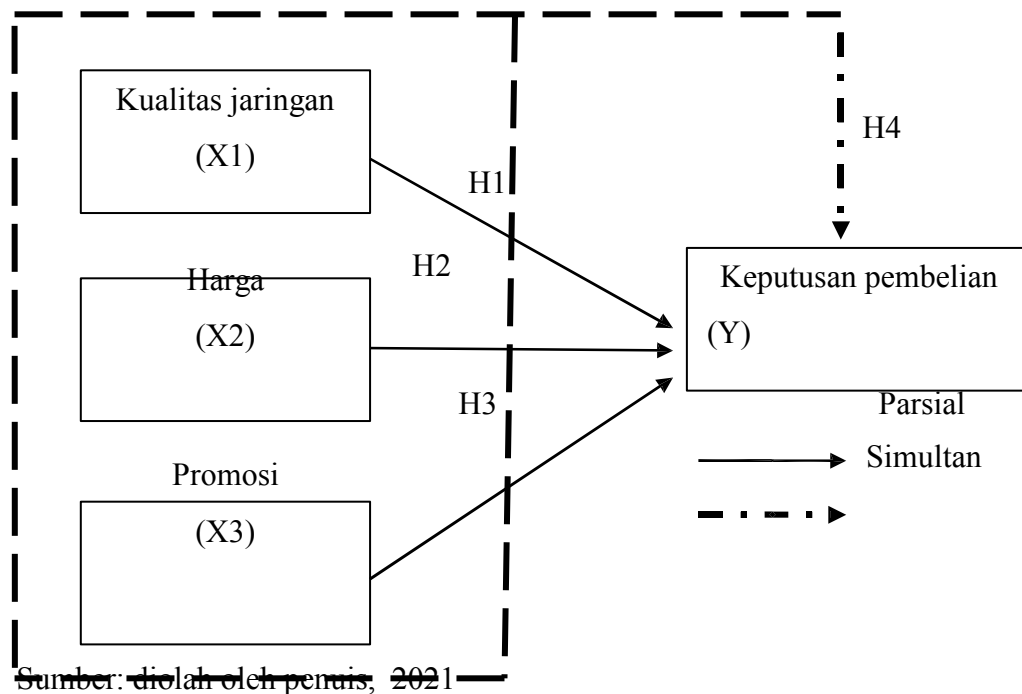 Kualitas jaringan
(X1)
H4
H1
Harga
(X2)
H2
Keputusan pembelian
(Y)
H3
Parsial
Simultan
Promosi
(X3)
Sumber: diolah oleh penuis, 2021